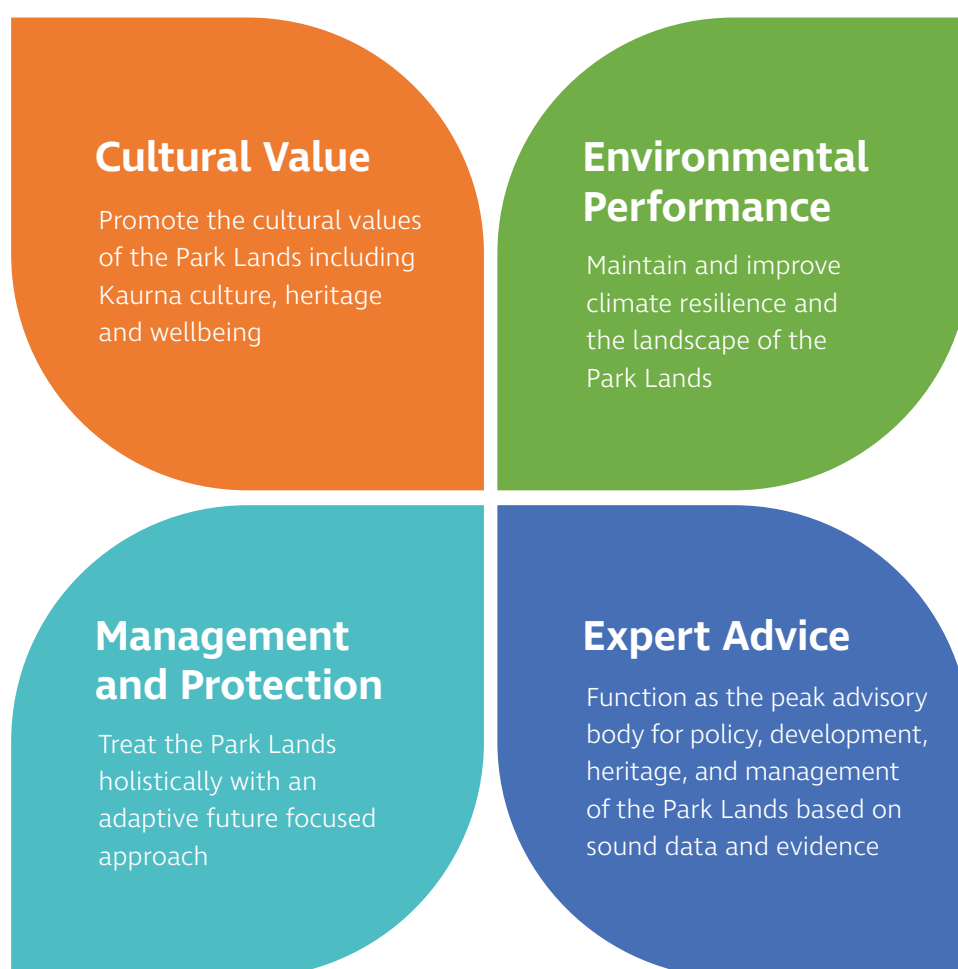 Cultural Value
Promote the cultural values
of the Park Lands including
Kaurna culture, heritage
and wellbeing
Environmental
Performance
Maintain and improve
climate resilience and
the landscape of the
Park Lands
Management
and Protection
Treat the Park Lands
holistically with an
adaptive future focused
approach
Expert Advice
Function as the peak advisory
body for policy, development,
heritage, and management
of the Park Lands based on
sound data and evidence